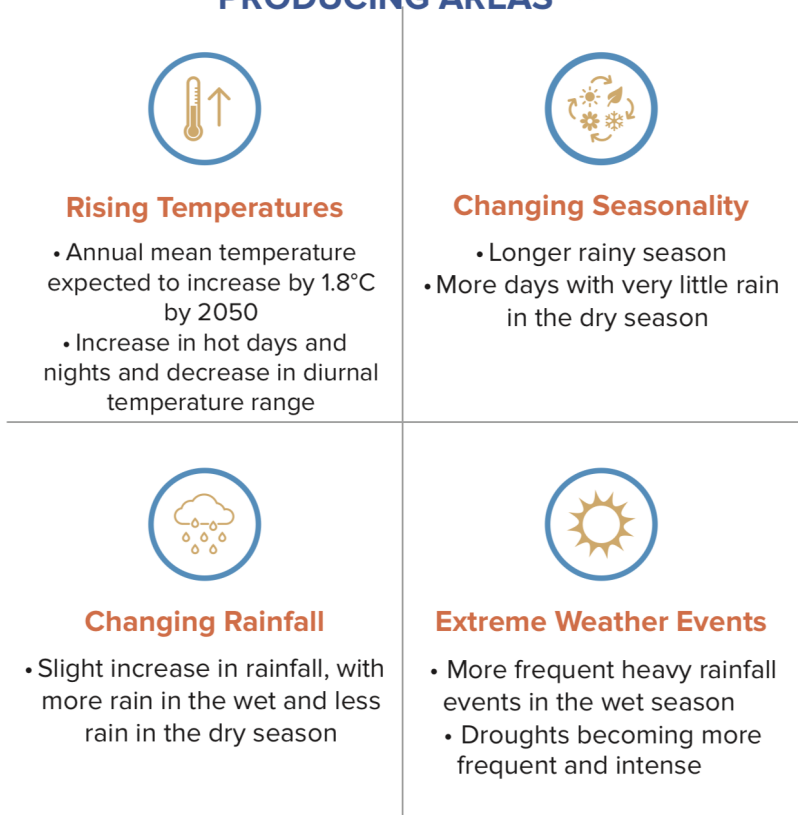 PRODUCING AREAS
Rising Temperatures
• Annual mean temperature
expected to increase by 1.8°C
by 2050
• Increase in hot days and
nights and decrease in diurnal
temperature range
Changing Seasonality
• Longer rainy season
• More days with very little rain
in the dry season
Changing Rainfall
• Slight increase in rainfall, with
more rain in the wet and less
rain in the dry season
Extreme Weather Events
• More frequent heavy rainfall
events in the wet season
• Droughts becoming more
frequent and intense